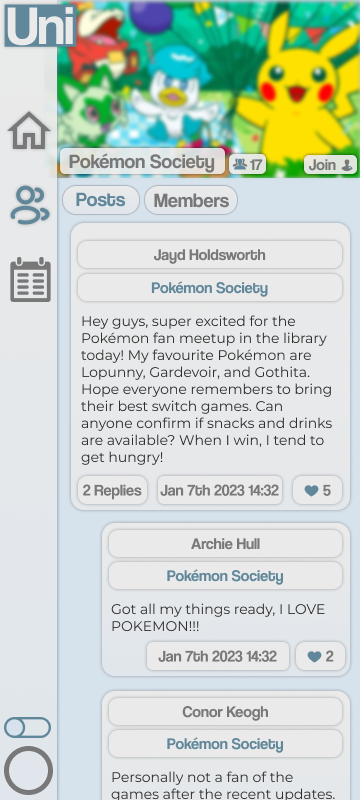 Uni
Pokémon Society
17
Join
Posts
Members
Jayd Holdsworth
Pokémon Society
Hey guys, super excited for the
Pokémon fan meetup in the library
today! My favourite Pokémon are
Lopunny, Gardevoir, and Gothita.
Hope everyone remembers to bring
their best switch games. Can
anyone confirm if snacks and drinks
are available? When I win, I tend to
get hungry!
2 Replies
Jan 7th 2023 14:32
5
Archie Hull
Pokémon Society
Got all my things ready, I LOVE
POKEMON!!!
Jan 7th 2023 14:32
2
Conor Keogh
Pokémon Society
Personally not a fan of the
games after the recent updates.